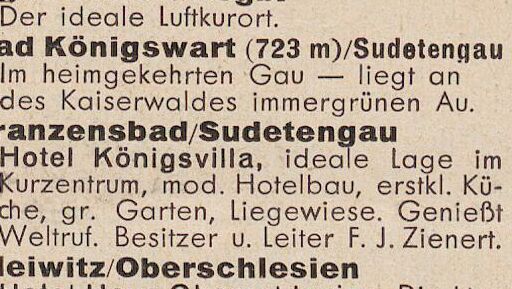 Der ideale Luftkurort.
ad Königswart (723 m)/Sudetengau
Im heimgekehrten Gau — liegt an
des Kaiserwaldes immergrünen Au.
ranzensbad/Sudetengau
Hotel Königsvilla, ideale Lage im
Kurzentrum, mod. Hotelbau, erstkl. Kü-
che, gr. Garten, Liegewiese. Genießt
Weltruf. Besitzer u. Leiter F. J. Zienert.
leiwitz/Oberschlesien